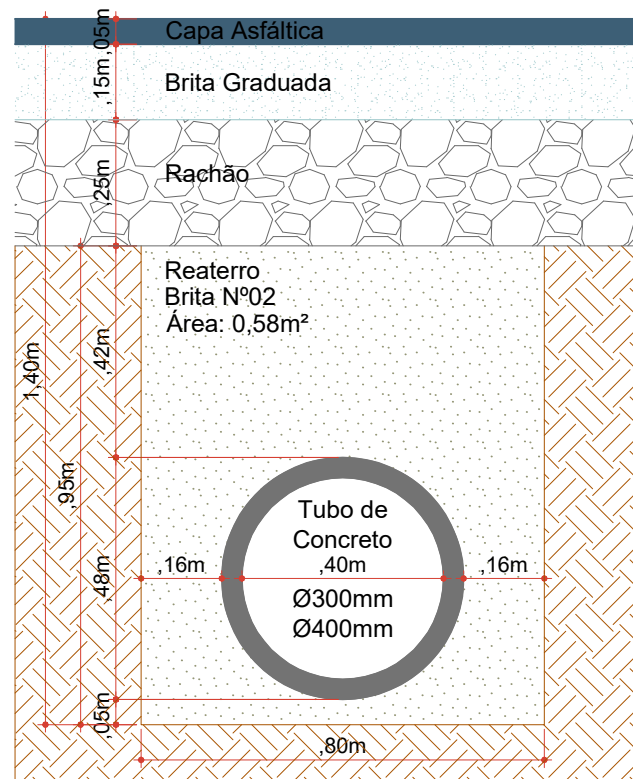 Capa Asfáltica
,05m
Brita Graduada
,15m
Rachão
,25m
Reaterro
Brita Nº02
Área: 0,58m²
,42m
1,40m
,95m
Tubo de
Concreto
,16m
,40m
,16m
Ø300mm
Ø400mm
,48m
,05m
,80m